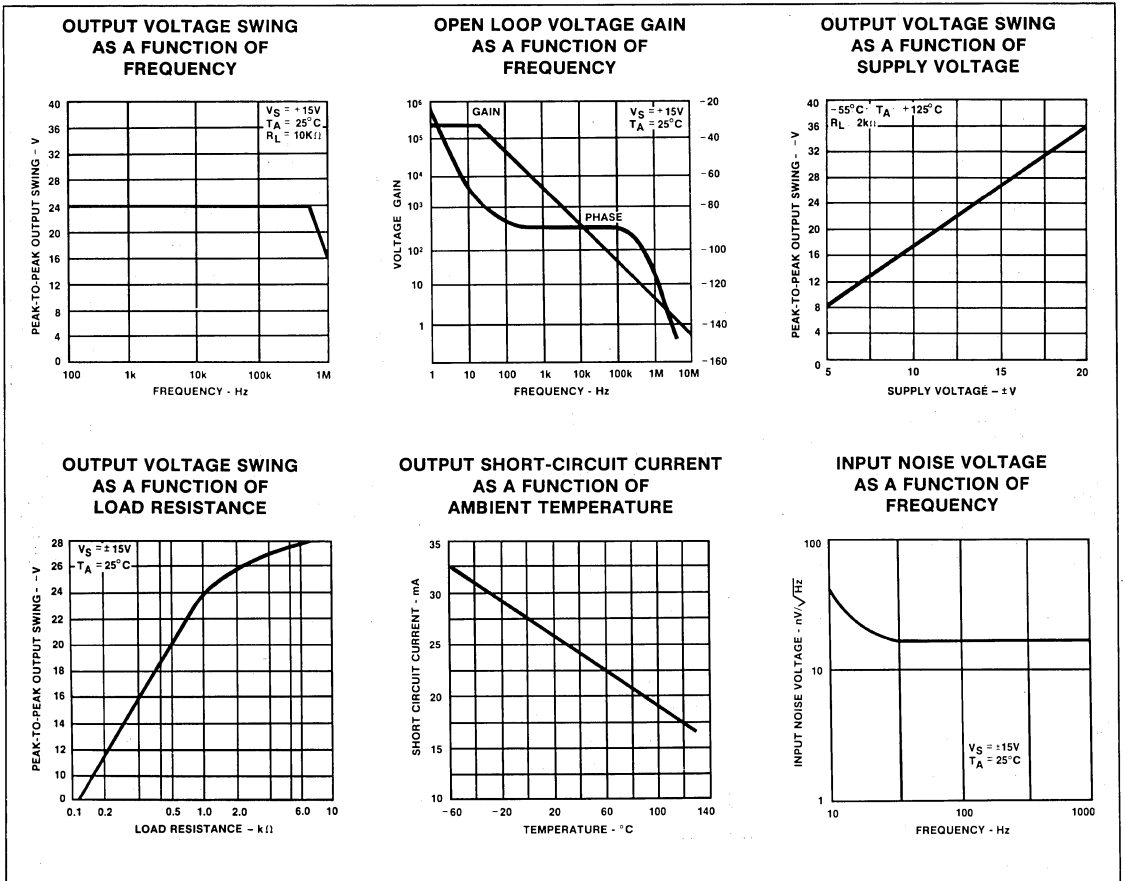 OUTPUT VOLTAGE SWING
AS A FUNCTION OF
FREQUENCY
PEAK-TO-PEAK OUTPUT SWING - V
40
36
32
28
24
20
16
12
8
4
0
VS = +15V
TA = 25°C
RL = 10KΩ
100 1k 10k 100k 1M
FREQUENCY - Hz
OPEN LOOP VOLTAGE GAIN
AS A FUNCTION OF
FREQUENCY
VOLTAGE GAIN
10⁶
10⁵
10⁴
10³
10²
10
1
GAIN
PHASE
VS = +15V
TA = 25°C
-20
-40
-60
-80
-100
-120
-140
-160
1 10 100 1k 10k 100k 1M 10M
FREQUENCY - Hz
OUTPUT VOLTAGE SWING
AS A FUNCTION OF
SUPPLY VOLTAGE
PEAK-TO-PEAK OUTPUT SWING - -V
40
36
32
28
24
20
16
12
8
4
0
-55°C TA +125°C
RL 2kΩ
5 10 15 20
SUPPLY VOLTAGE - ±V
OUTPUT VOLTAGE SWING
AS A FUNCTION OF
LOAD RESISTANCE
PEAK-TO-PEAK OUTPUT SWING - -V
28
26
24
22
20
18
16
14
12
10
0
VS = ±15V
TA = 25°C
0.1 0.2 0.5 1.0 2.0 6.0 10
LOAD RESISTANCE - kΩ
OUTPUT SHORT-CIRCUIT CURRENT
AS A FUNCTION OF
AMBIENT TEMPERATURE
SHORT CIRCUIT CURRENT - mA
35
30
25
20
15
10
-60 -20 20 60 100 140
TEMPERATURE - °C
INPUT NOISE VOLTAGE
AS A FUNCTION OF
FREQUENCY
INPUT NOISE VOLTAGE - nV/√Hz
100
10
1
VS = ±15V
TA = 25°C
10 100 1000
FREQUENCY - Hz